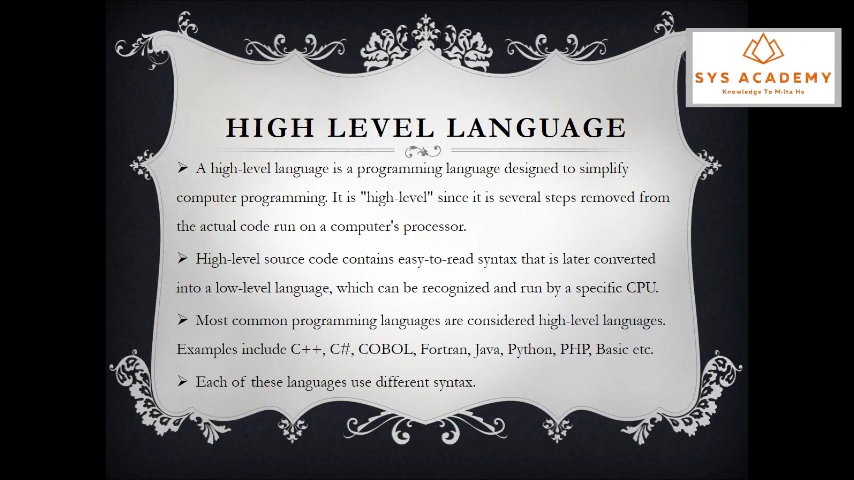 SYS ACADEMY
Knowledge To Milta He
HIGH LEVEL LANGUAGE
➢ A high-level language is a programming language designed to simplify
computer programming. It is "high-level" since it is several steps removed from
the actual code run on a computer's processor.
➢ High-level source code contains easy-to-read syntax that is later converted
into a low-level language, which can be recognized and run by a specific CPU.
➢ Most common programming languages are considered high-level languages.
Examples include C++, C#, COBOL, Fortran, Java, Python, PHP, Basic etc.
➢ Each of these languages use different syntax.